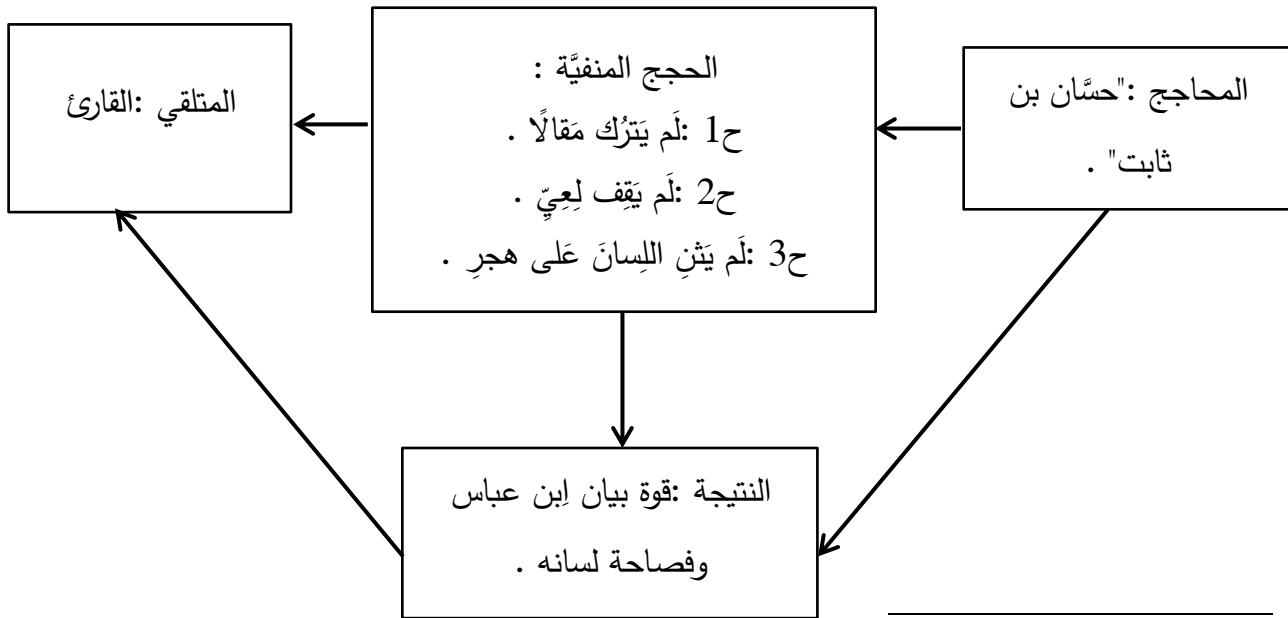 المحاجج :"حسَّان بن
ثابت" .
الحجج المنفيَّة :
ح1 :لَم يَترُك مَقالًا .
ح2 :لَم يَقِف لِعِيِّ .
ح3 :لَم يَثنِ اللِسانَ عَلى هجرِ .
المتلقي :القارئ
النتيجة :قوة بيان اِبن عباس
وفصاحة لسانه .